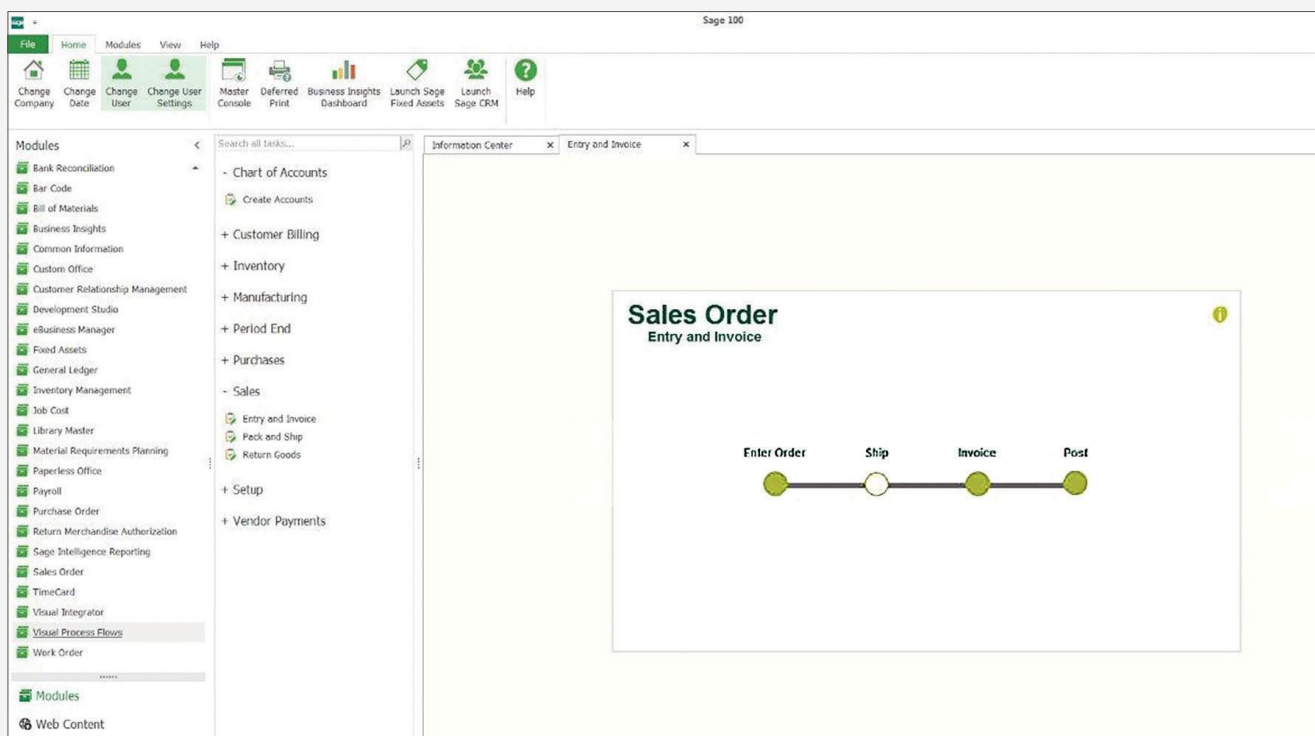 Sage 100
sage
File Home Modules View Help
Change Company
Change Date
Change User
Change User Settings
Master Console
Deferred Print
Business Insights Dashboard
Launch Sage Fixed Assets
Launch Sage CRM
Help
Modules
Bank Reconciliation
Bar Code
Bill of Materials
Business Insights
Common Information
Custom Office
Customer Relationship Management
Development Studio
eBusiness Manager
Fixed Assets
General Ledger
Inventory Management
Job Cost
Library Master
Material Requirements Planning
Paperless Office
Payroll
Purchase Order
Return Merchandise Authorization
Sage Intelligence Reporting
Sales Order
TimeCard
Visual Integrator
Visual Process Flows
Work Order
Modules
Web Content
Search all tasks...
- Chart of Accounts
Create Accounts
+ Customer Billing
+ Inventory
+ Manufacturing
+ Period End
+ Purchases
- Sales
Entry and Invoice
Pack and Ship
Return Goods
+ Setup
+ Vendor Payments
Information Center x Entry and Invoice x
Sales Order
Entry and Invoice
Enter Order Ship Invoice Post